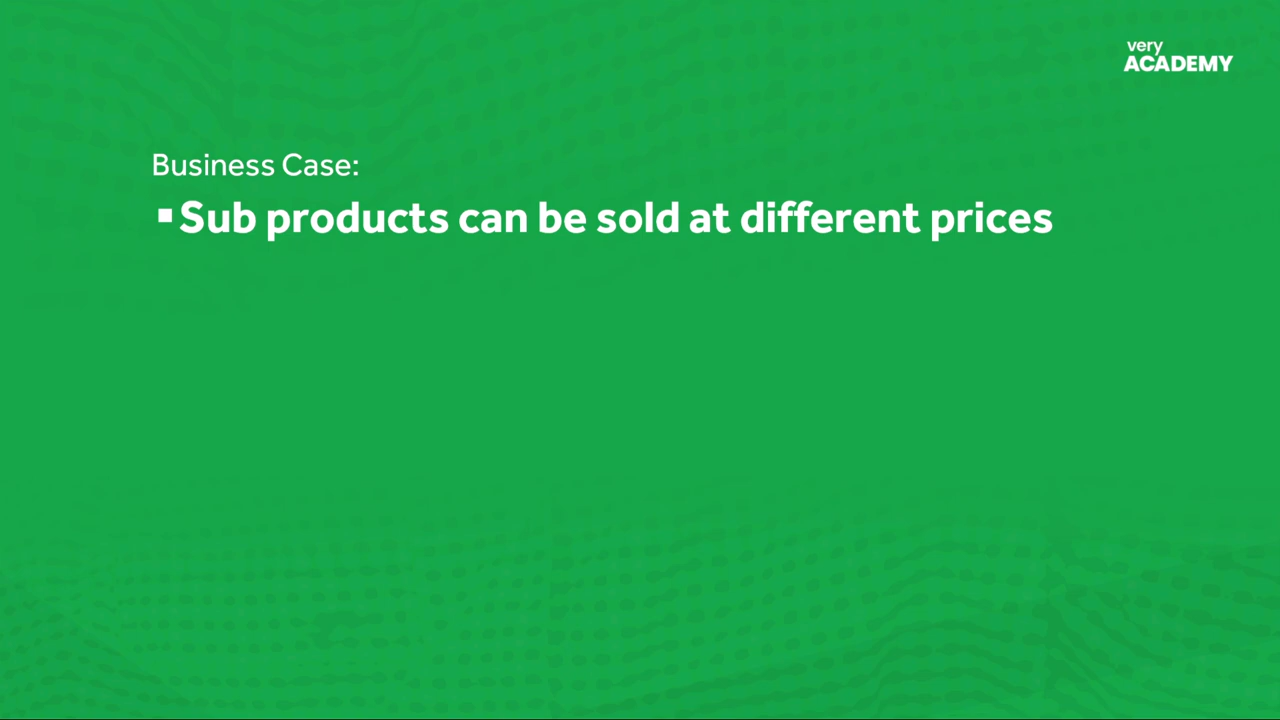 very
ACADEMY
Business Case:
▪Sub products can be sold at different prices